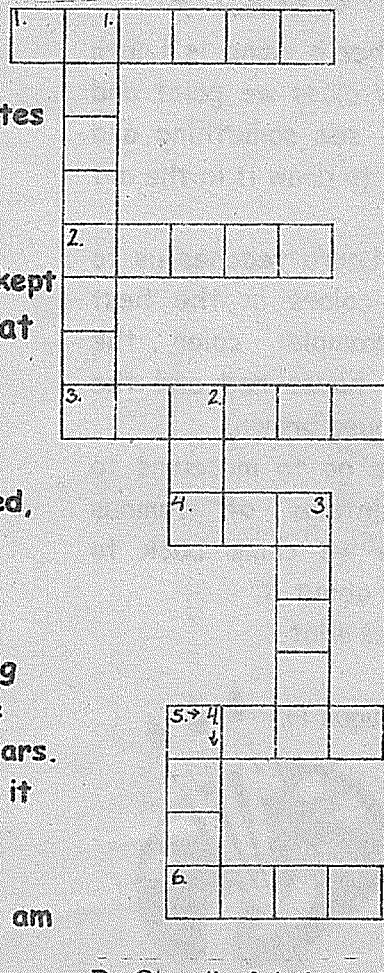 1. 1.
tes
2.
kept
at
3. 2
ed,
4. 3
g
5.→ 4
ars.
it
6.
am